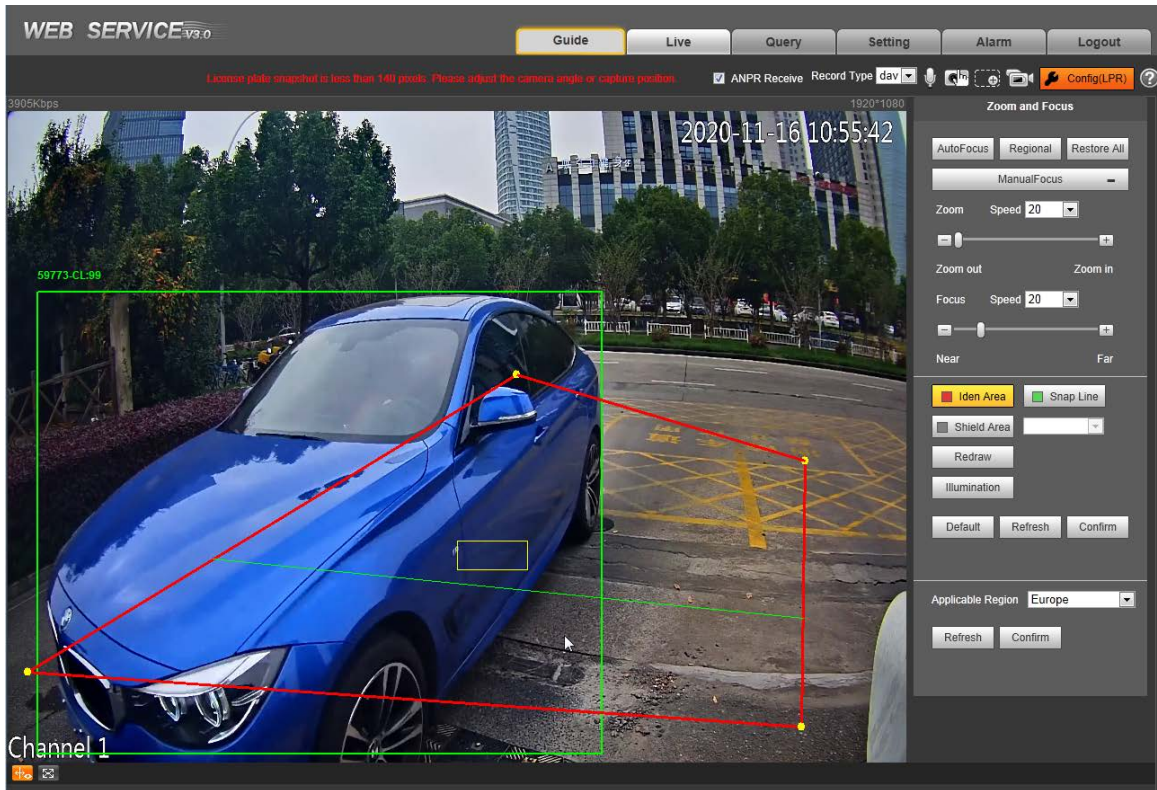 WEB SERVICE V3.0
Guide
Live
Query
Setting
Alarm
Logout
License plate snapshot is less than 140 pixels. Please adjust the camera angle or capture position.
ANPR Receive
Record Type
dav
Config(LPR)
3905Kbps
1920*1080
2020-11-16 10:55:42
59773-CL:99
Channel 1
Zoom and Focus
AutoFocus
Regional
Restore All
ManualFocus
Zoom
Speed
20
Zoom out
Zoom in
Focus
Speed
20
Near
Far
Iden Area
Snap Line
Shield Area
Redraw
Illumination
Default
Refresh
Confirm
Applicable Region
Europe
Refresh
Confirm